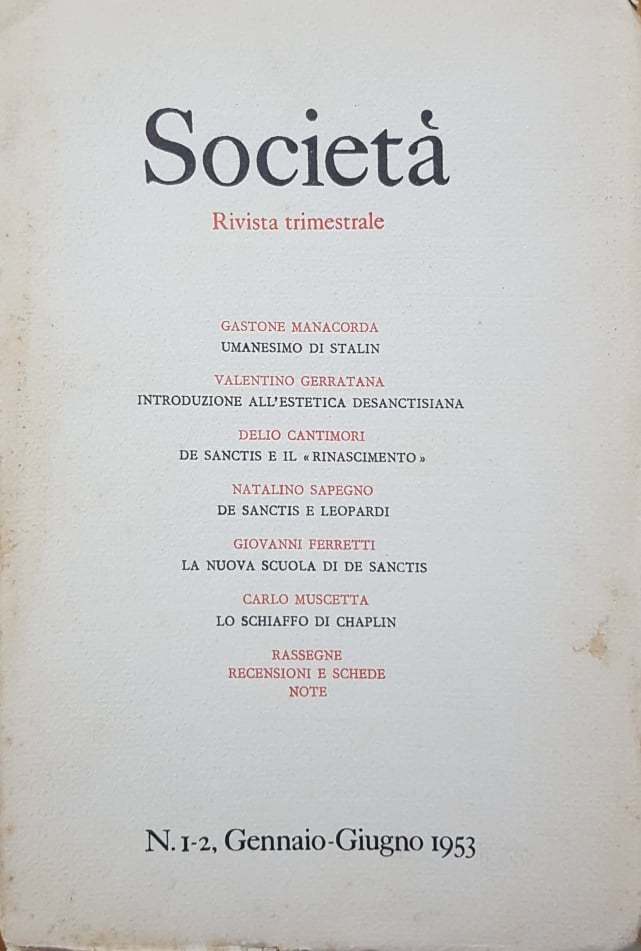 Società
Rivista trimestrale
GASTONE MANACORDA
UMANESIMO DI STALIN
VALENTINO GERRATANA
INTRODUZIONE ALL'ESTETICA DESANCTISIANA
DELIO CANTIMORI
DE SANCTIS E IL «RINASCIMENTO»
NATALINO SAPEGNO
DE SANCTIS E LEOPARDI
GIOVANNI FERRETTI
LA NUOVA SCUOLA DI DE SANCTIS
CARLO MUSCETTA
LO SCHIAFFO DI CHAPLIN
RASSEGNE
RECENSIONI E SCHEDE
NOTE
N. 1-2, Gennaio-Giugno 1953